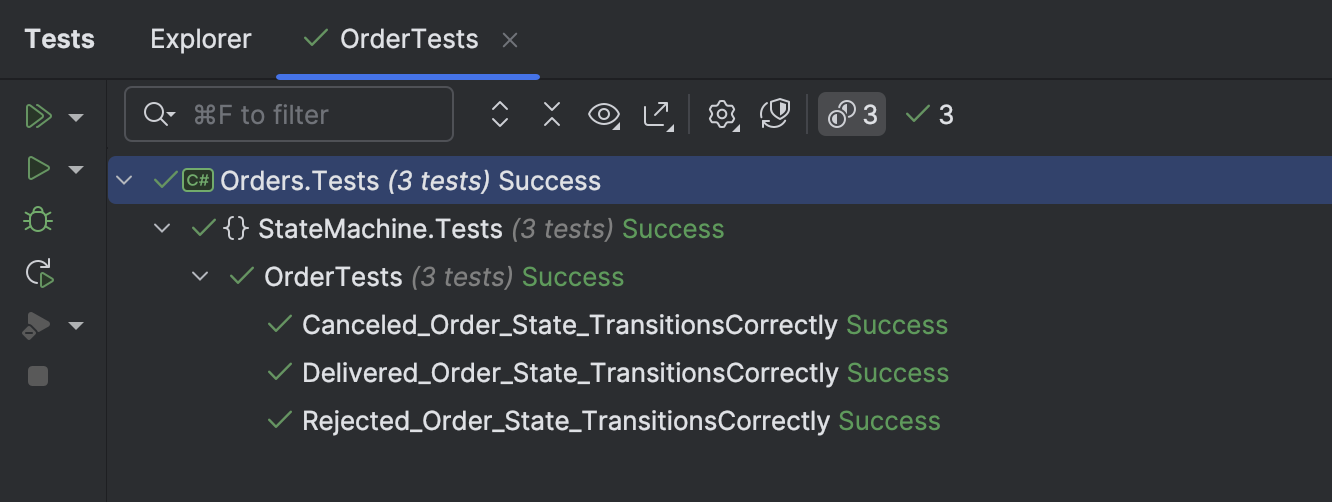 Tests Explorer OrderTests
⌘F to filter 3 3
C# Orders.Tests (3 tests) Success
{} StateMachine.Tests (3 tests) Success
OrderTests (3 tests) Success
Canceled_Order_State_TransitionsCorrectly Success
Delivered_Order_State_TransitionsCorrectly Success
Rejected_Order_State_TransitionsCorrectly Success